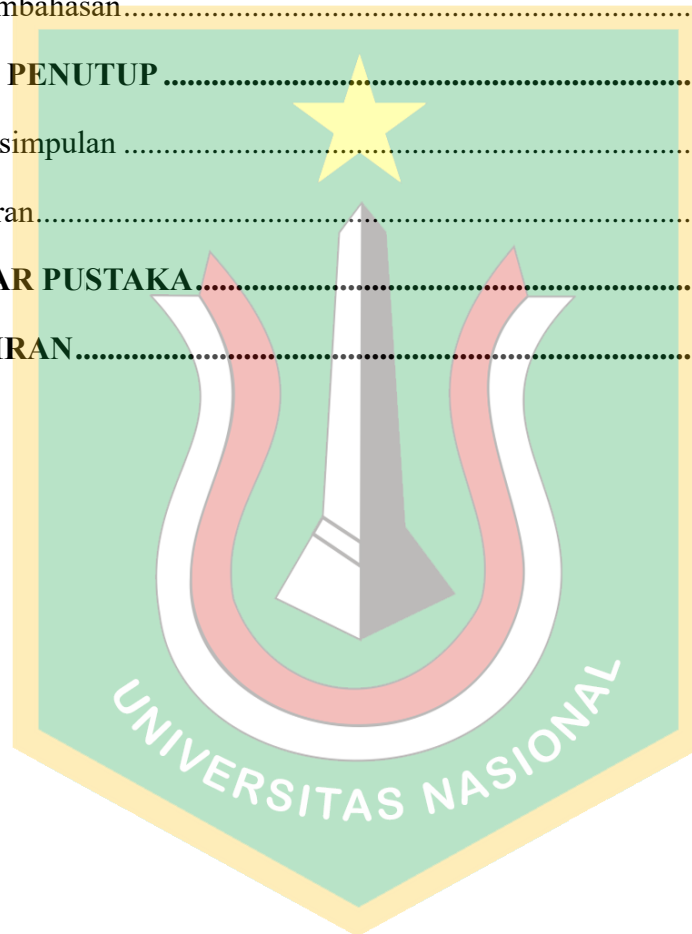 mbahasan........................................................................
PENUTUP..................................................................
simpulan .......................................................................
ran..................................................................................
AR PUSTAKA..............................................................
IRAN.............................................................................
UNIVERSITAS NASIONAL